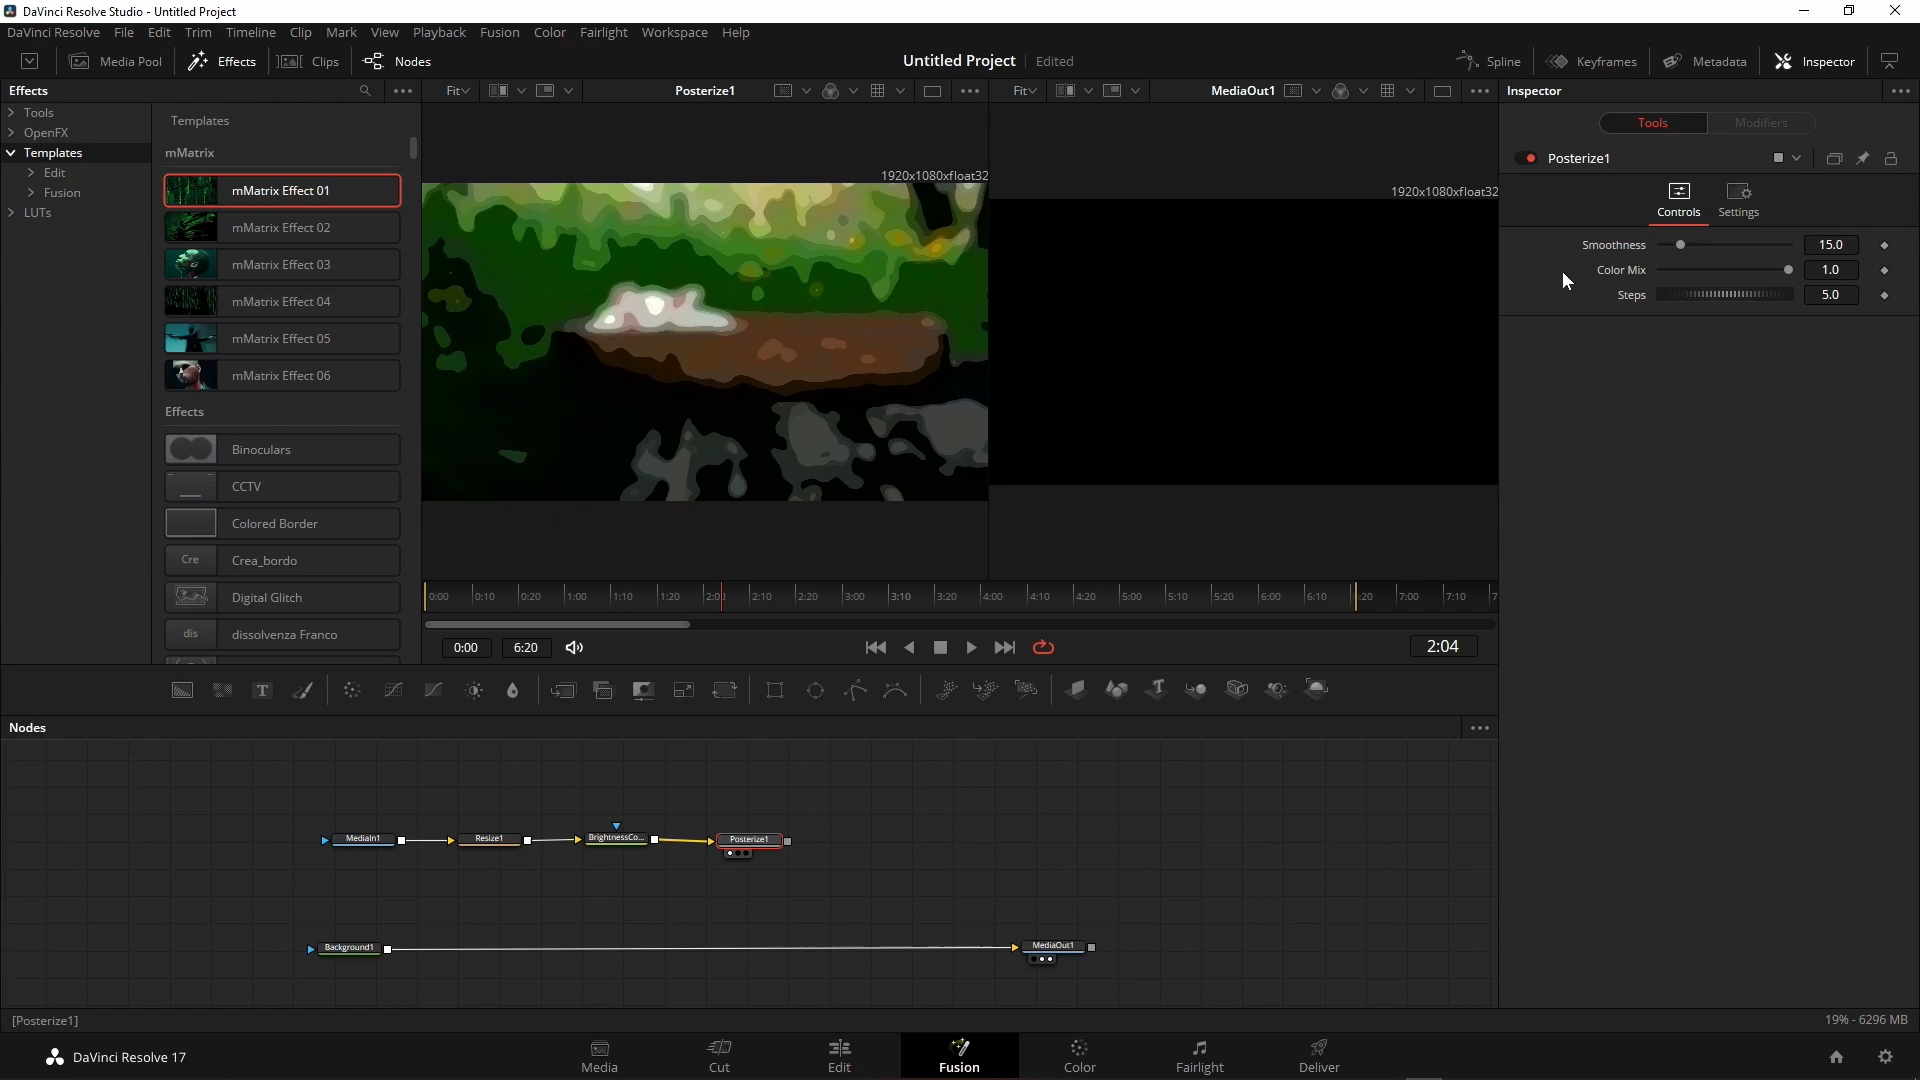 DaVinci Resolve Studio - Untitled Project
DaVinci Resolve File Edit Trim Timeline Clip Mark View Playback Fusion Color Fairlight Workspace Help
Media Pool Effects Clips Nodes Untitled Project Edited Spline Keyframes Metadata Inspector
Effects Fit Posterize1 Fit MediaOut1 Inspector
Tools
OpenFX
Templates
Edit
Fusion
LUTs
Templates
mMatrix
mMatrix Effect 01
mMatrix Effect 02
mMatrix Effect 03
mMatrix Effect 04
mMatrix Effect 05
mMatrix Effect 06
Effects
Binoculars
CCTV
Colored Border
Cre Crea_bordo
Digital Glitch
dis dissolvenza Franco
1920x1080xfloat32
1920x1080xfloat32
Tools Modifiers
Posterize1
Controls Settings
Smoothness 15.0
Color Mix 1.0
Steps 5.0
0:00 0:10 0:20 1:00 1:10 1:20 2:0 2:10 2:20 3:00 3:10 3:20 4:00 4:10 4:20 5:00 5:10 5:20 6:00 6:10 :20 7:00 7:10 7
0:00 6:20 2:04
Nodes
MediaIn1 Resize1 BrightnessCo... Posterize1
Background1 MediaOut1
[Posterize1] 19% - 6296 MB
DaVinci Resolve 17 Media Cut Edit Fusion Color Fairlight Deliver